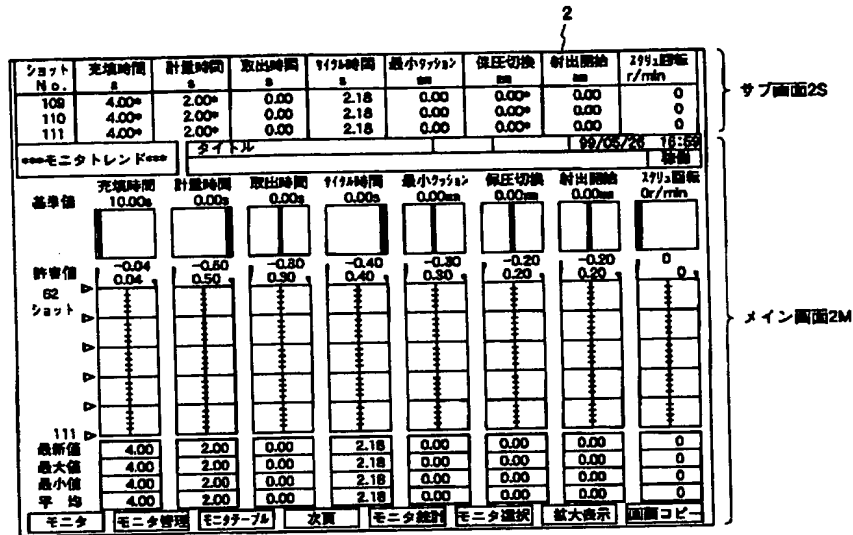 2
ショット 充填時間 計量時間 取出時間 サイクル時間 最小クッション 保圧切換 射出開始 スクリュ回転
No. s s s s mm mm mm r/min
109 4.00* 2.00* 0.00 2.18 0.00 0.00* 0.00 0
110 4.00* 2.00* 0.00 2.18 0.00 0.00* 0.00 0
111 4.00* 2.00* 0.00 2.18 0.00 0.00* 0.00 0
サブ画面2S
***モニタトレンド*** タイトル 99/05/26 16:59
稼働
充填時間 計量時間 取出時間 サイクル時間 最小クッション 保圧切換 射出開始 スクリュ回転
基準値 10.00s 0.00s 0.00s 0.00s 0.00mm 0.00mm 0.00mm 0r/min
-0.04 -0.50 -0.30 -0.40 -0.30 -0.20 -0.20 0
許容値 0.04 0.50 0.30 0.40 0.30 0.20 0.20 0
62
ショット
メイン画面2M
111
最新値 4.00 2.00 0.00 2.18 0.00 0.00 0.00 0
最大値 4.00 2.00 0.00 2.18 0.00 0.00 0.00 0
最小値 4.00 2.00 0.00 2.18 0.00 0.00 0.00 0
平 均 4.00 2.00 0.00 2.18 0.00 0.00 0.00 0
モニタ モニタ管理 モニタテーブル 次頁 モニタ統計 モニタ選択 拡大表示 画面コピー